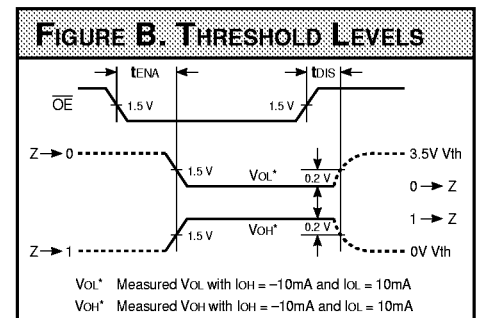 FIGURE B. THRESHOLD LEVELS
tENA tDIS
OE 1.5 V 1.5 V
Z→0 3.5V Vth
1.5 V VOL* 0.2 V
0→Z
1→Z
1.5 V VOH* 0.2 V
Z→1 0V Vth
VOL* Measured VOL with IOH = –10mA and IOL = 10mA
VOH* Measured VOH with IOH = –10mA and IOL = 10mA